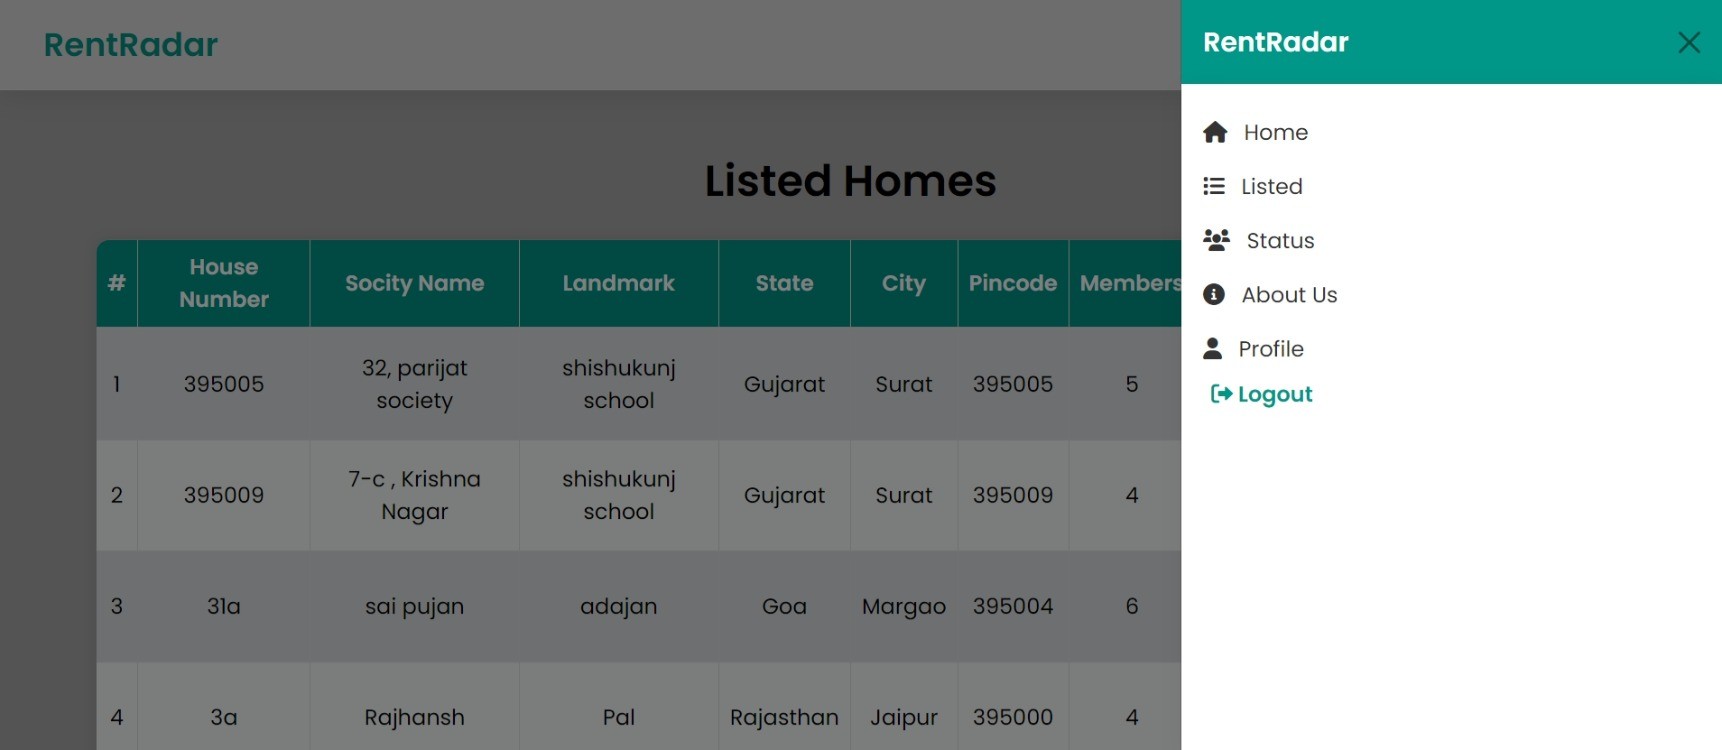 RentRadar
Listed Homes
# House Number Socity Name Landmark State City Pincode Members
1 395005 32, parijat society shishukunj school Gujarat Surat 395005 5
2 395009 7-c , Krishna Nagar shishukunj school Gujarat Surat 395009 4
3 31a sai pujan adajan Goa Margao 395004 6
4 3a Rajhansh Pal Rajasthan Jaipur 395000 4
RentRadar
Home
Listed
Status
About Us
Profile
Logout